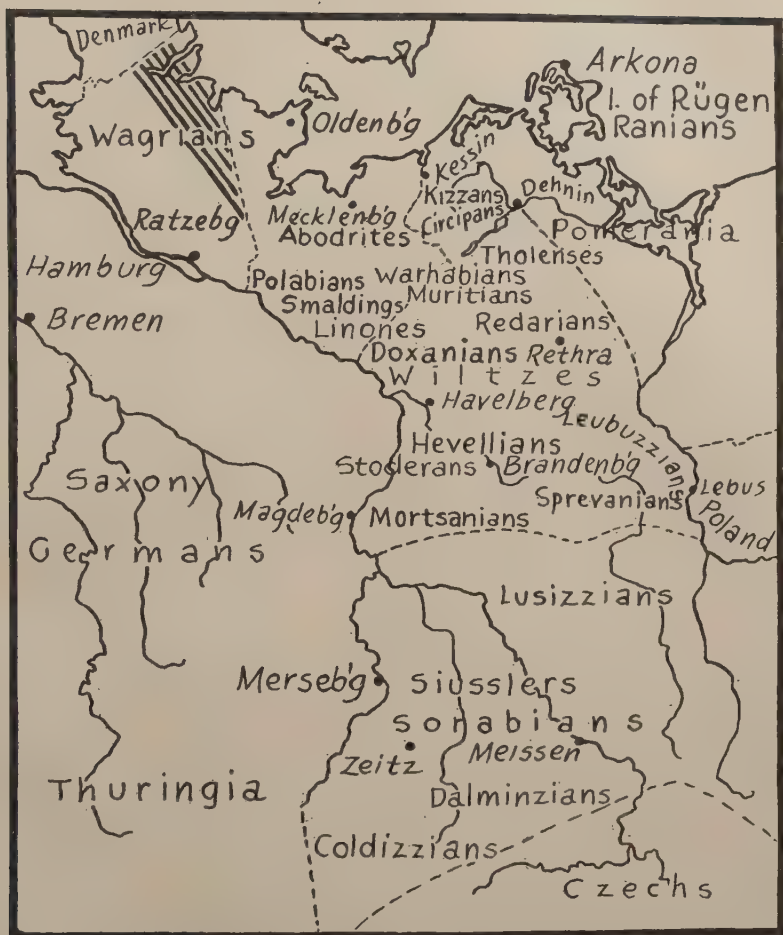 Denmark
Arkona
I. of Rügen
Ranians
Wagrians
Oldenb'g
Kessin
Kizzans
Circipans
Dehnin
Ratzeb'g
Mecklenb'g
Abodrites
Pomerania
Tholenses
Hamburg
Polabians
Warhabians
Smaldings
Muritians
Bremen
Linones
Redarians
Doxanians
Rethra
Wiltzes
Havelberg
Leubuzzians
Hevellians
Stoderans
Brandenb'g
Saxony
Sprevanians
Lebus
Magdeb'g
Mortsanians
Poland
Germans
Lusizzians
Merseb'g
Siusslers
Sorabians
Zeitz
Meissen
Thuringia
Dalminzians
Coldizzians
Czechs